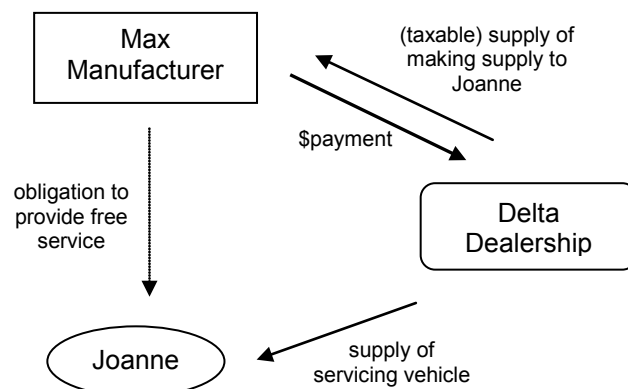 Max
Manufacturer
(taxable) supply of
making supply to
Joanne
$payment
obligation to
provide free
service
Delta
Dealership
Joanne
supply of
servicing vehicle